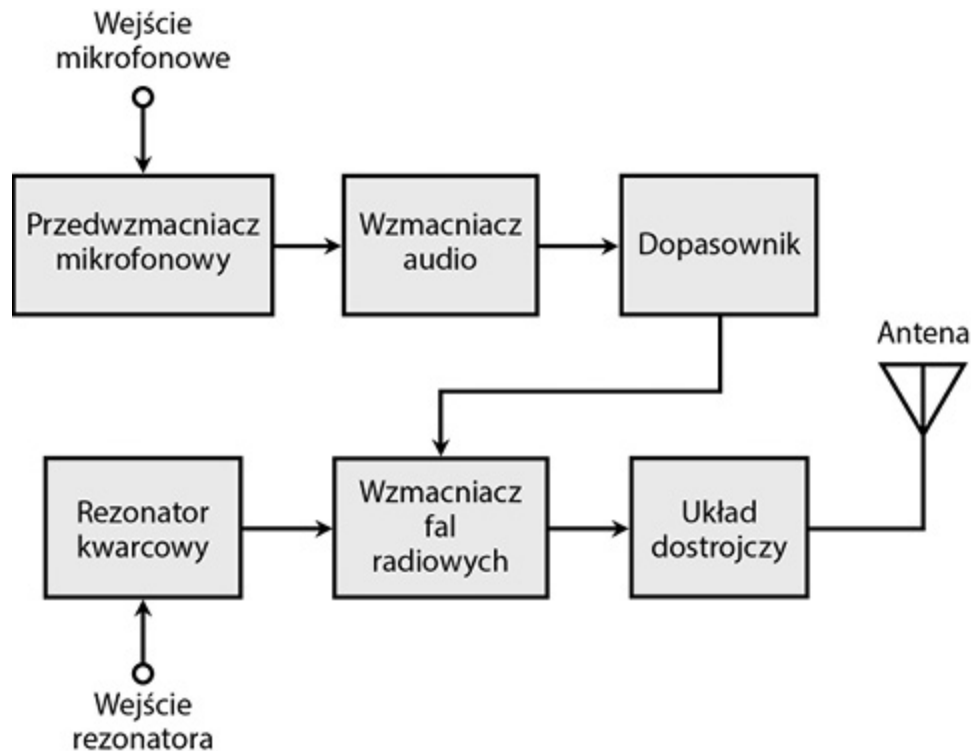 Wejście
mikrofonowe
Przedwzmacniacz
mikrofonowy
Wzmacniacz
audio
Dopasownik
Antena
Rezonator
kwarcowy
Wzmacniacz
fal
radiowych
Układ
dostrojczy
Wejście
rezonatora